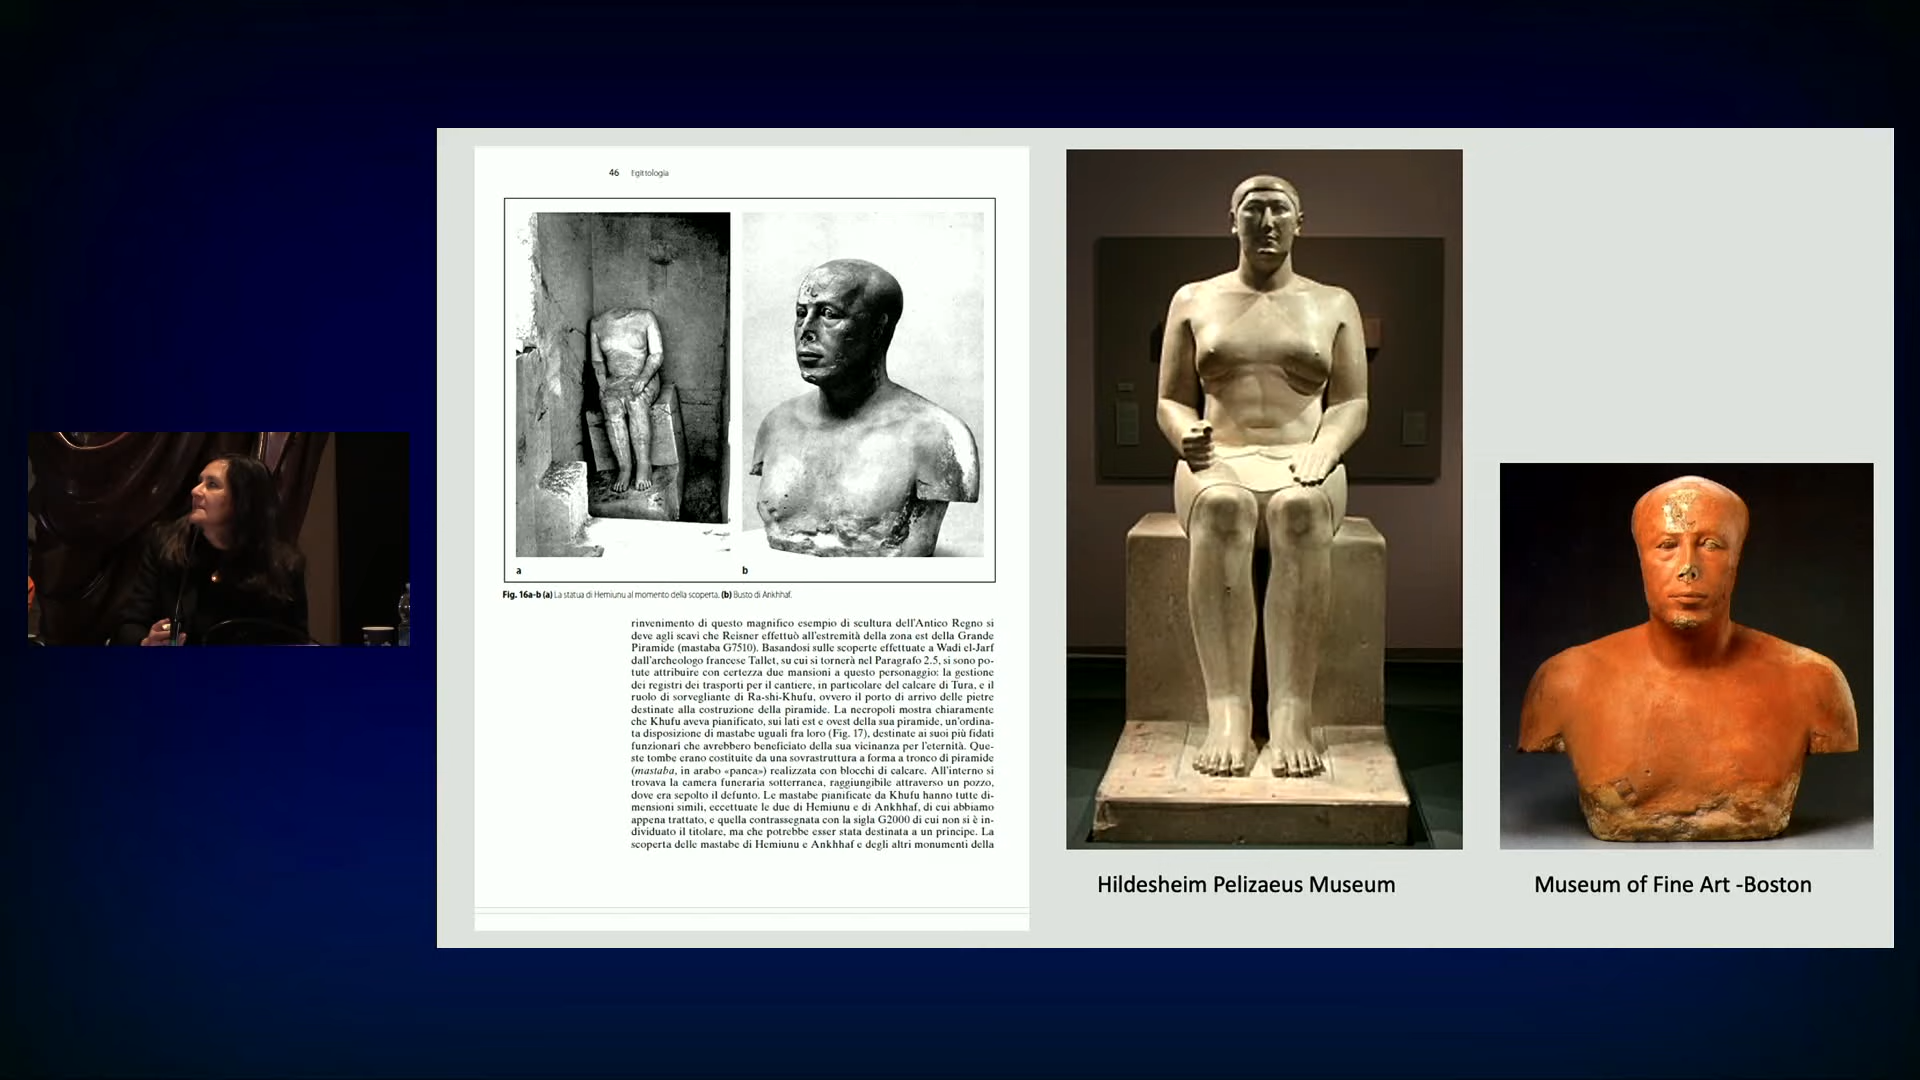 46 Egittologia
a
b
Fig. 16a-b (a) La statua di Hemiunu al momento della scoperta. (b) Busto di Ankhhaf.
rinvenimento di questo magnifico esempio di scultura dell'Antico Regno si
deve agli scavi che Reisner effettuò all'estremità della zona est della Grande
Piramide (mastaba G7510). Basandosi sulle scoperte effettuate a Wadi el-Jarf
dall'archeologo francese Tallet, su cui si tornerà nel Paragrafo 2.5, si sono po-
tute attribuire con certezza due mansioni a questo personaggio: la gestione
dei registri dei trasporti per il cantiere, in particolare del calcare di Tura, e il
ruolo di sorvegliante di Ra-shi-Khufu, ovvero il porto di arrivo delle pietre
destinate alla costruzione della piramide. La necropoli mostra chiaramente
che Khufu aveva pianificato, sui lati est e ovest della sua piramide, un'ordina-
ta disposizione di mastabe uguali fra loro (Fig. 17), destinate ai suoi più fidati
funzionari che avrebbero beneficiato della sua vicinanza per l'eternità. Que-
ste tombe erano costituite da una sovrastruttura a forma a tronco di piramide
(mastaba, in arabo «panca») realizzata con blocchi di calcare. All'interno si
trovava la camera funeraria sotterranea, raggiungibile attraverso un pozzo,
dove era sepolto il defunto. Le mastabe pianificate da Khufu hanno tutte di-
mensioni simili, eccettuate le due di Hemiunu e di Ankhhaf, di cui abbiamo
appena trattato, e quella contrassegnata con la sigla G2000 di cui non si è in-
dividuato il titolare, ma che potrebbe esser stata destinata a un principe. La
scoperta delle mastabe di Hemiunu e Ankhhaf e degli altri monumenti della
Hildesheim Pelizaeus Museum
Museum of Fine Art -Boston